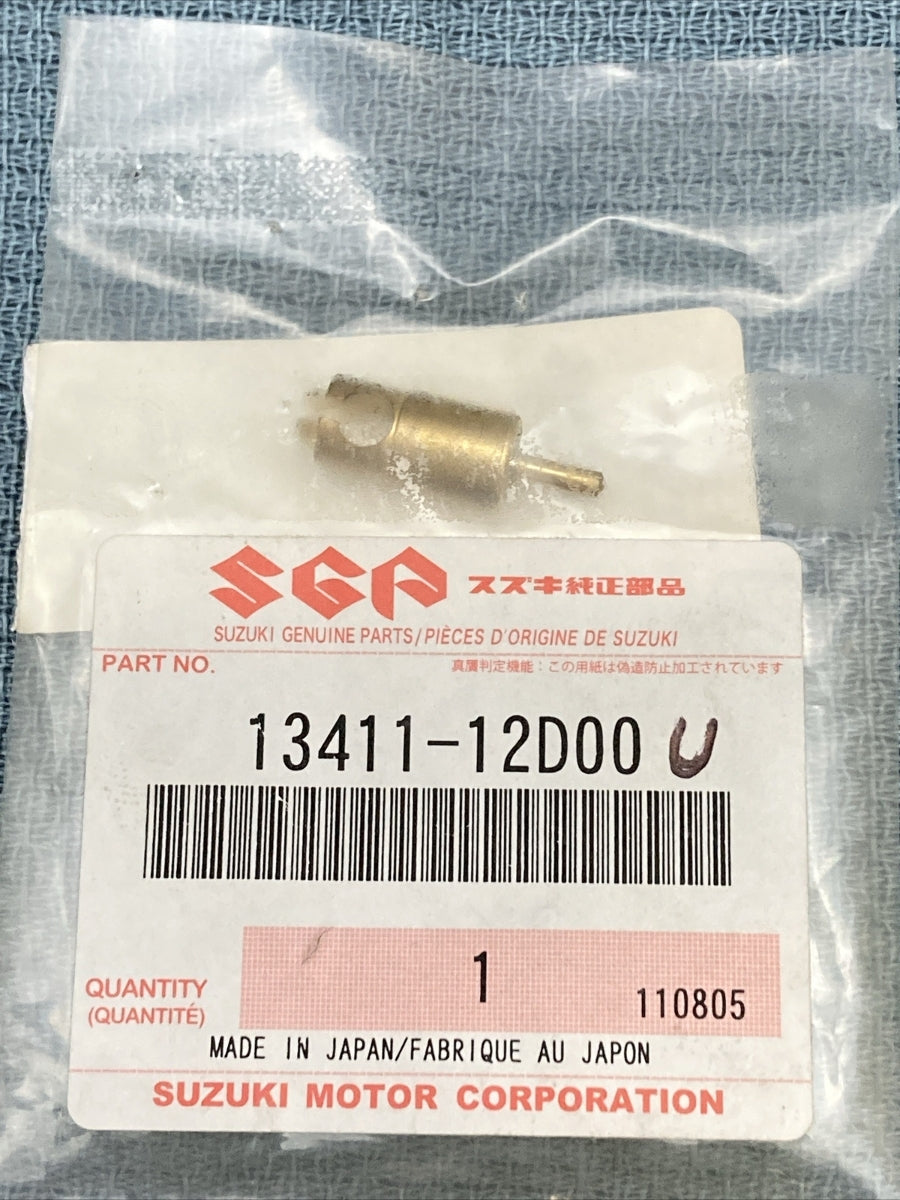 SGP スズキ純正部品
SUZUKI GENUINE PARTS/PIÈCES D'ORIGINE DE SUZUKI
PART NO. 真贋判定機能：この用紙は偽造防止加工されています
13411-12D00 U
1
QUANTITY
(QUANTITÉ)
110805
MADE IN JAPAN/FABRIQUE AU JAPON
SUZUKI MOTOR CORPORATION